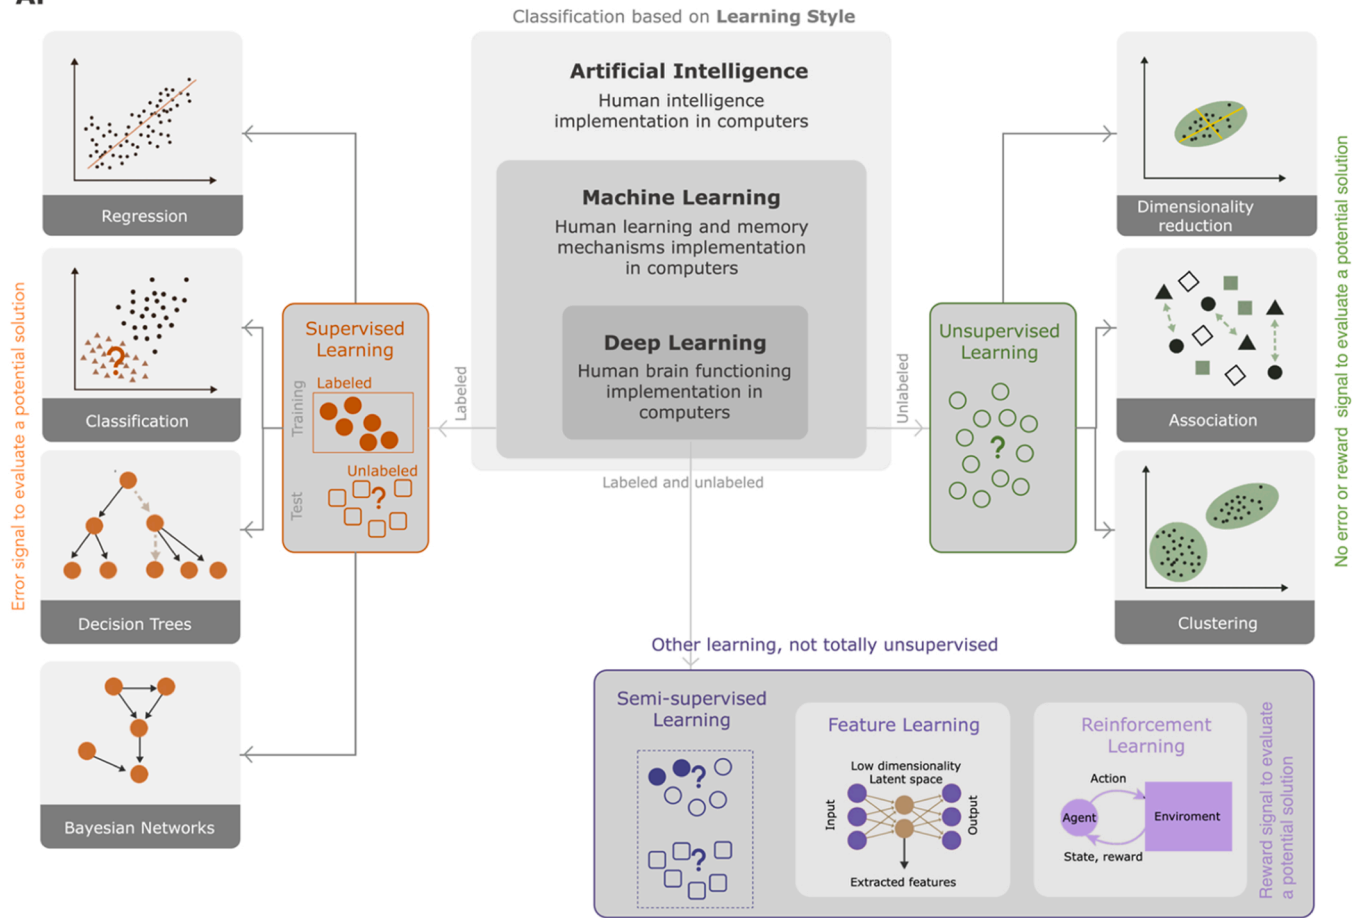 Classification based on Learning Style
Artificial Intelligence
Human intelligence
implementation in computers
Machine Learning
Human learning and memory
mechanisms implementation
in computers
Deep Learning
Human brain functioning
implementation in
computers
Labeled
Unlabeled
Labeled and unlabeled
Error signal to evaluate a potential solution
Regression
Classification
?
Decision Trees
Bayesian Networks
Supervised
Learning
Training
Labeled
Test
Unlabeled
?
Unsupervised
Learning
?
Dimensionality
reduction
Association
Clustering
No error or reward signal to evaluate a potential solution
Other learning, not totally unsupervised
Semi-supervised
Learning
?
?
Feature Learning
Low dimensionality
Latent space
Input
Output
Extracted features
Reinforcement
Learning
Action
Agent
Enviroment
State, reward
Reward signal to evaluate
a potential solution